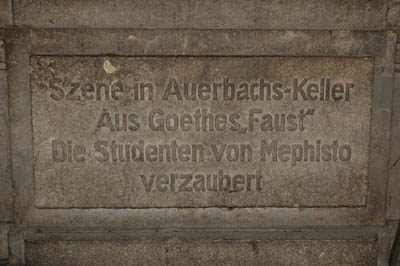 Szene in Auerbachs-Keller
Aus Goethes „Faust“
Die Studenten von Mephisto
verzaubert